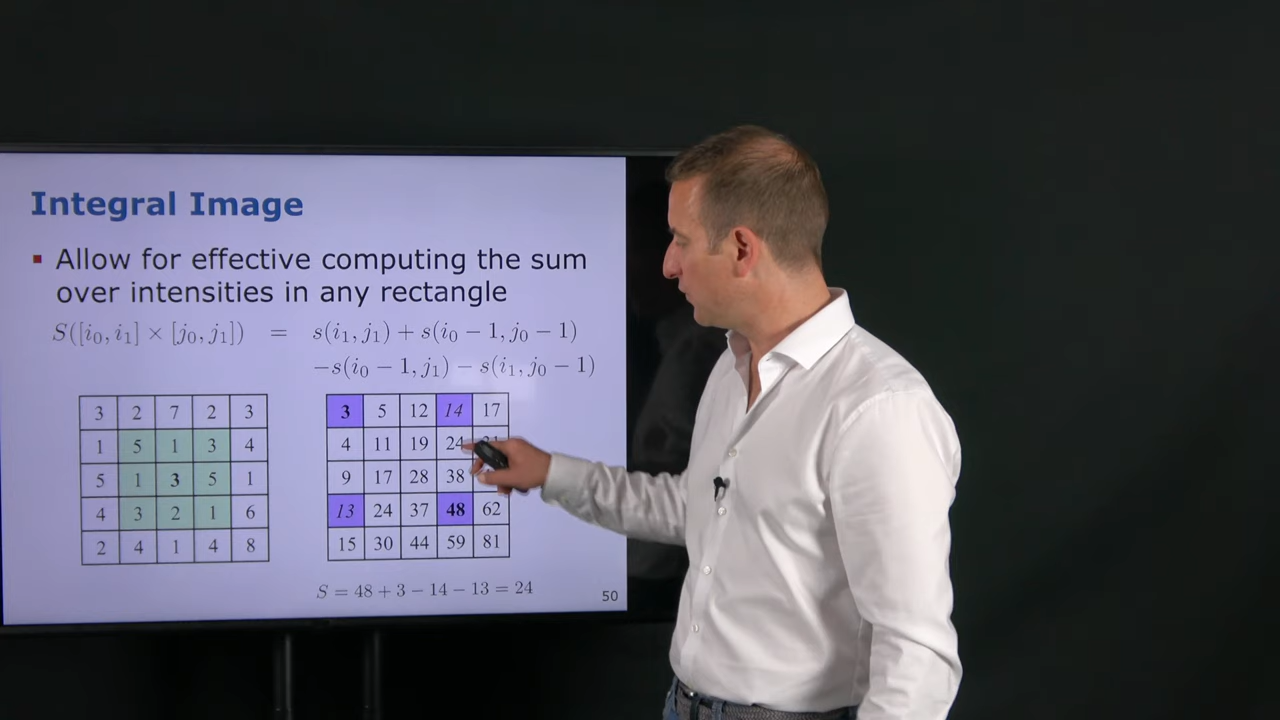 Integral Image
▪ Allow for effective computing the sum
over intensities in any rectangle
S([i₀, i₁] × [j₀, j₁]) = s(i₁, j₁) + s(i₀ − 1, j₀ − 1)
−s(i₀ − 1, j₁) − s(i₁, j₀ − 1)
3 2 7 2 3
1 5 1 3 4
5 1 3 5 1
4 3 2 1 6
2 4 1 4 8
3 5 12 14 17
4 11 19 24
9 17 28 38
13 24 37 48 62
15 30 44 59 81
S = 48 + 3 − 14 − 13 = 24
50